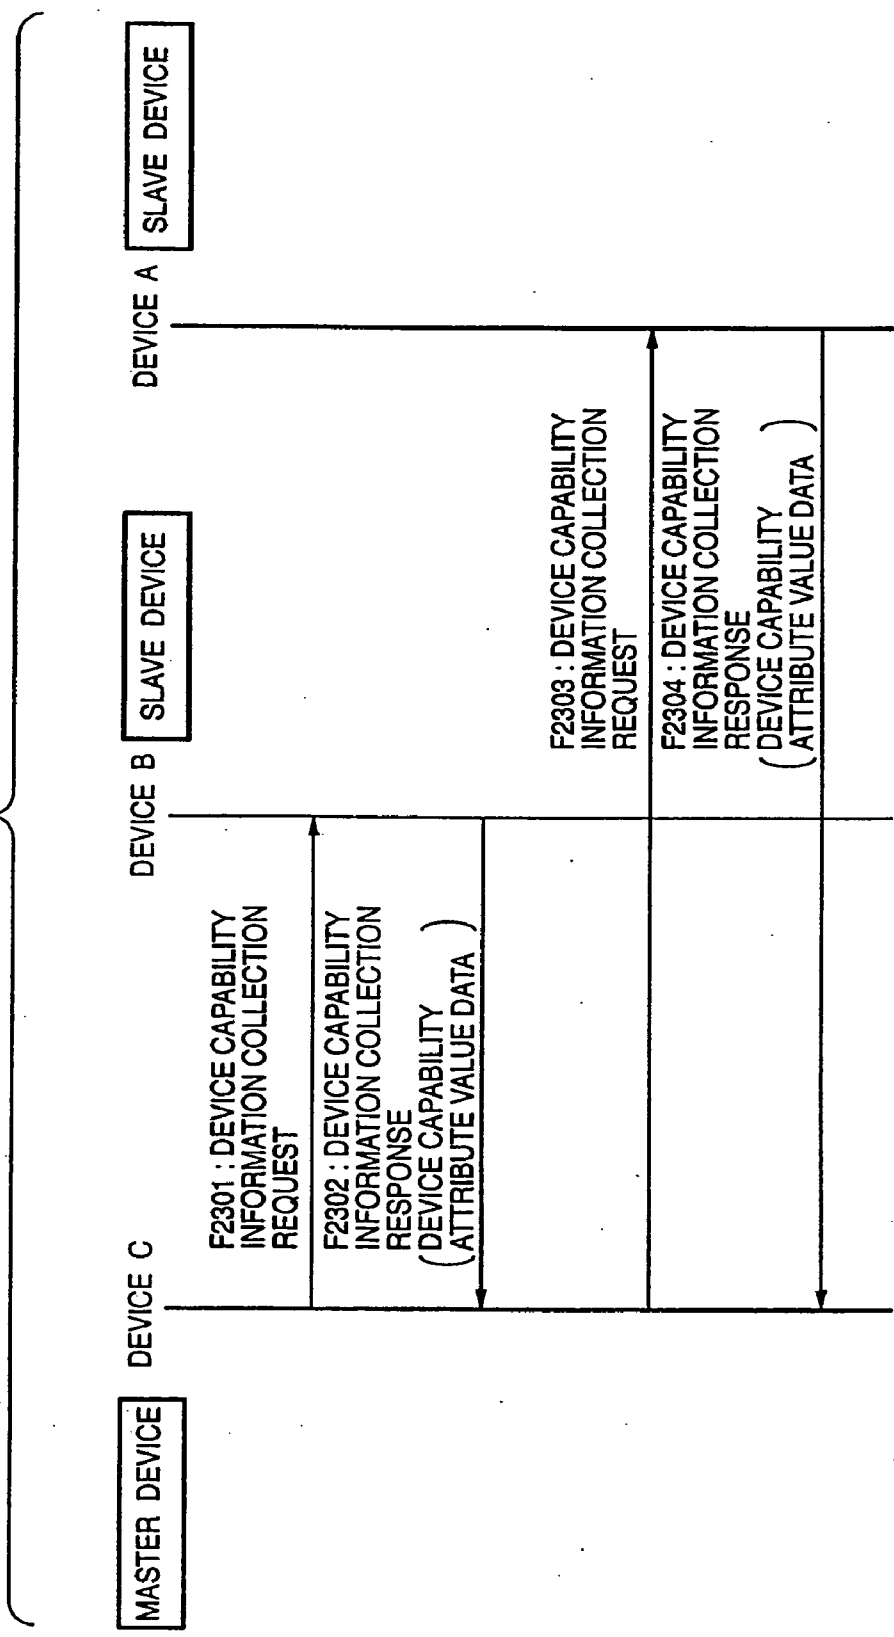 MASTER DEVICE
DEVICE C
DEVICE B
SLAVE DEVICE
DEVICE A
SLAVE DEVICE
F2301 : DEVICE CAPABILITY
INFORMATION COLLECTION
REQUEST
F2302 : DEVICE CAPABILITY
INFORMATION COLLECTION
RESPONSE
(DEVICE CAPABILITY
ATTRIBUTE VALUE DATA)
F2303 : DEVICE CAPABILITY
INFORMATION COLLECTION
REQUEST
F2304 : DEVICE CAPABILITY
INFORMATION COLLECTION
RESPONSE
(DEVICE CAPABILITY
ATTRIBUTE VALUE DATA)